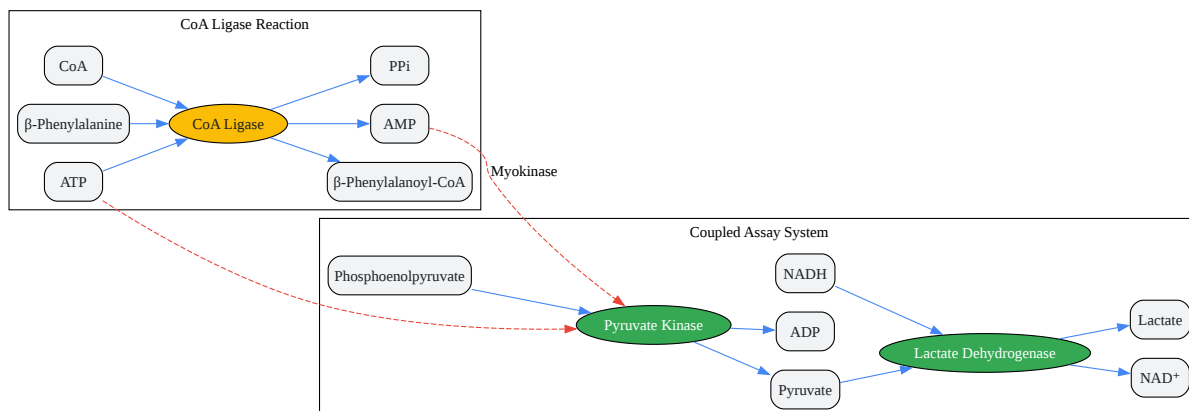 CoA Ligase Reaction
CoA
PPi
β-Phenylalanine
CoA Ligase
AMP
ATP
β-Phenylalanoyl-CoA
Myokinase
Coupled Assay System
Phosphoenolpyruvate
NADH
Pyruvate Kinase
ADP
Lactate
Lactate Dehydrogenase
Pyruvate
NAD⁺